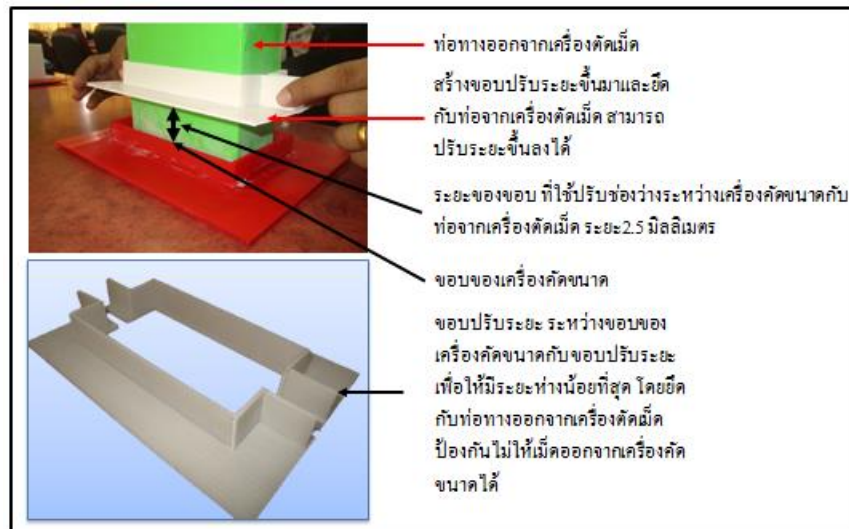 ท่อทางออกจากเครื่องตัดเม็ด
สร้างขอบปรับระยะขึ้นมาและยึด
กับท่อจากเครื่องตัดเม็ด สามารถ
ปรับระยะขึ้นลงได้
ระยะของขอบ ที่ใช้ปรับช่องว่างระหว่างเครื่องคัดขนาดกับ
ท่อจากเครื่องตัดเม็ด ระยะ2.5 มิลลิเมตร
ขอบของเครื่องคัดขนาด
ขอบปรับระยะ ระหว่างขอบของ
เครื่องคัดขนาดกับขอบปรับระยะ
เพื่อให้มีระยะห่างน้อยที่สุด โดยยึด
กับท่อทางออกจากเครื่องตัดเม็ด
ป้องกันไม่ให้เม็ดออกจากเครื่องคัด
ขนาดได้